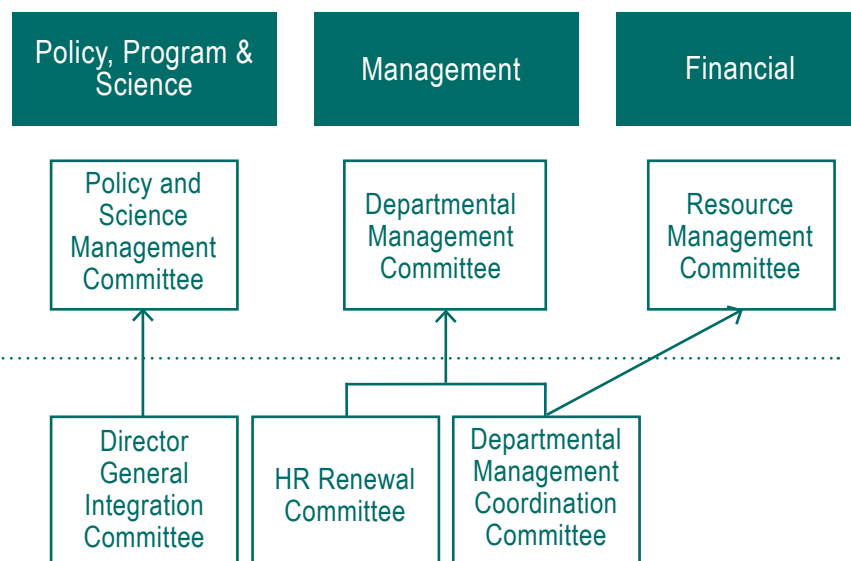 Policy, Program &
Science
Management
Financial
Policy and
Science
Management
Committee
Departmental
Management
Committee
Resource
Management
Committee
Director
General
Integration
Committee
HR Renewal
Committee
Departmental
Management
Coordination
Committee